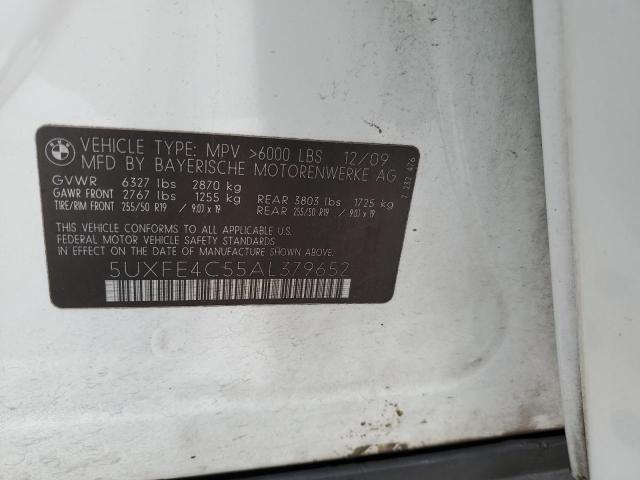 VEHICLE TYPE: MPV >6000 LBS 12/09
MFD BY BAYERISCHE MOTORENWERKE AG
GVWR 6327 lbs 2870 kg
GAWR FRONT 2767 lbs 1255 kg REAR 3803 lbs 1725 kg
TIRE/RIM FRONT 255/50 R19 / 9.0J x 19 REAR 255/50 R19 / 9.0J x 19
THIS VEHICLE CONFORMS TO ALL APPLICABLE U.S.
FEDERAL MOTOR VEHICLE SAFETY STANDARDS IN
EFFECT ON THE DATE OF MANUFACTURE SHOWN ABOVE.
5UXFE4C55AL379652
7 232 476